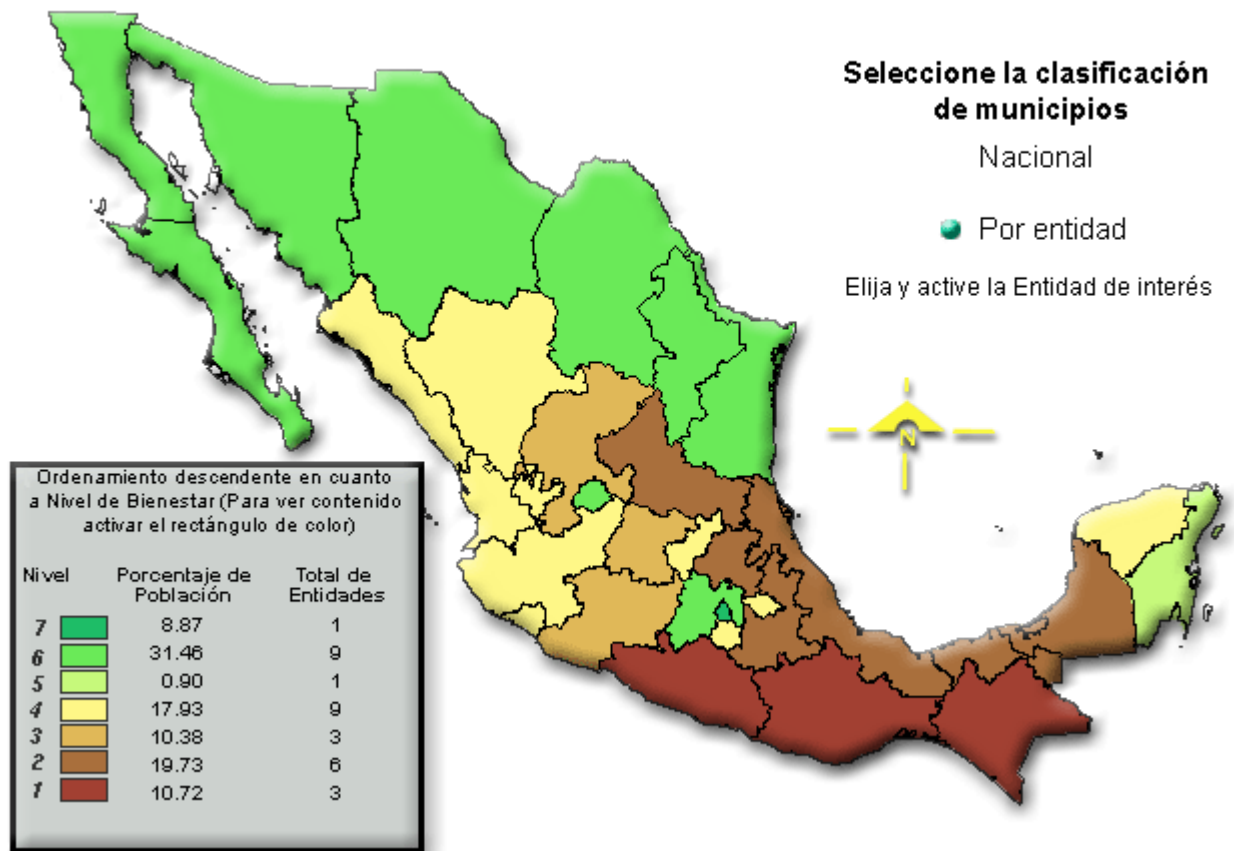 Seleccione la clasificación
de municipios
Nacional
Por entidad
Elija y active la Entidad de interés
N
Ordenamiento descendente en cuanto
a Nivel de Bienestar (Para ver contenido
activar el rectángulo de color)
Nivel Porcentaje de Población Total de Entidades
7 8.87 1
6 31.46 9
5 0.90 1
4 17.93 9
3 10.38 3
2 19.73 6
1 10.72 3